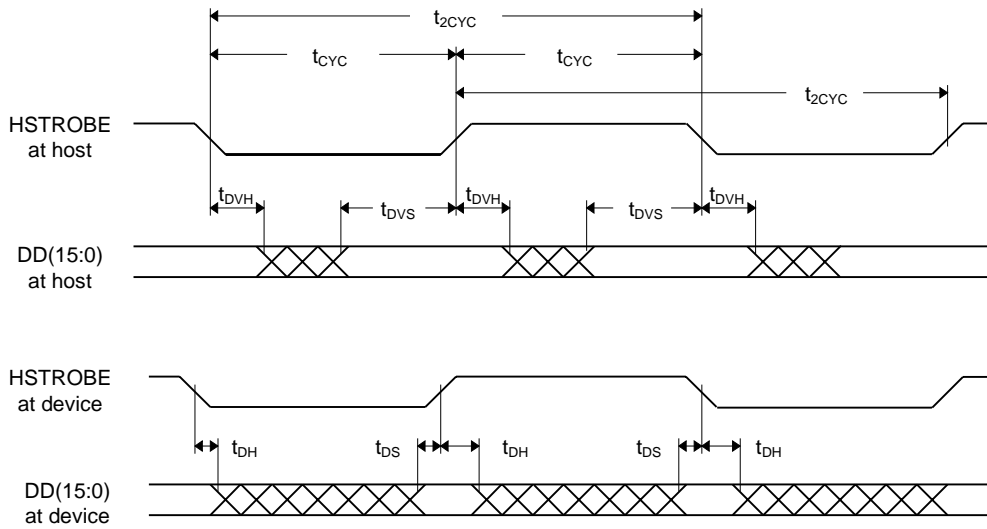 t2CYC
tCYC tCYC
t2CYC
HSTROBE
at host
tDVH tDVS tDVH tDVS tDVH
DD(15:0)
at host
HSTROBE
at device
tDH tDS tDH tDS tDH
DD(15:0)
at device